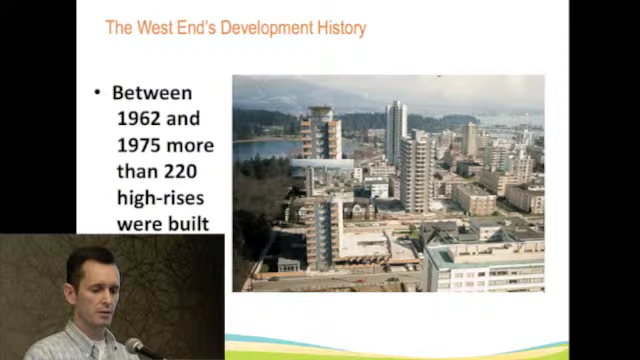 The West End's Development History
• Between
1962 and
1975 more
than 220
high-rises
were built